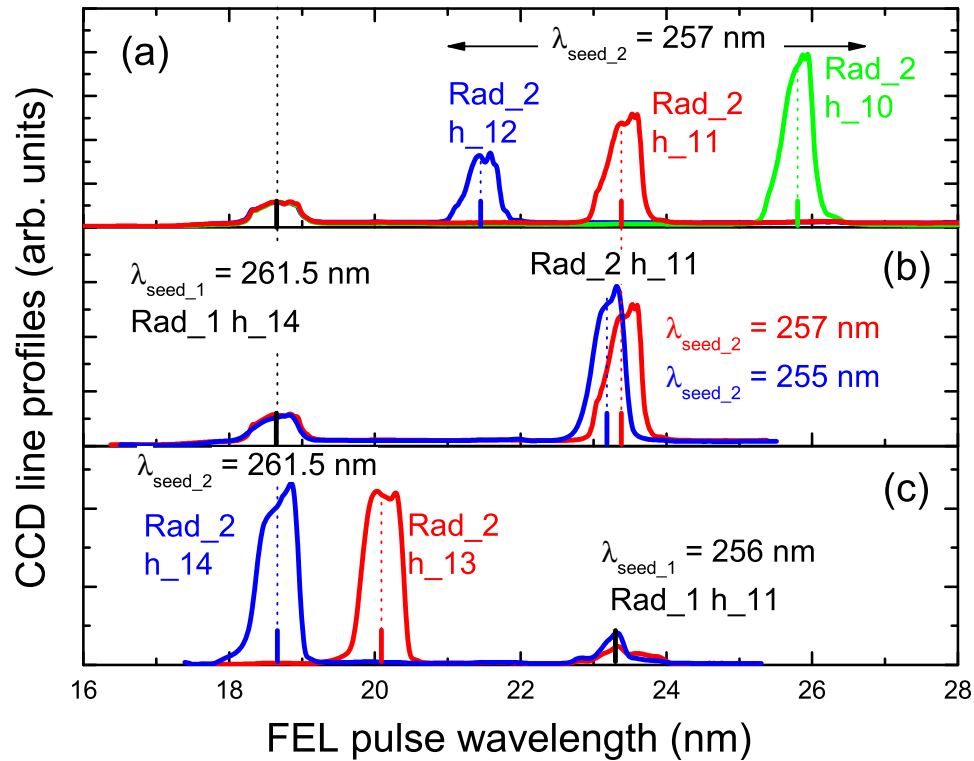 (a)
λseed_2 = 257 nm
Rad_2
h_12
Rad_2
h_11
Rad_2
h_10
(b)
λseed_1 = 261.5 nm
Rad_1 h_14
Rad_2 h_11
λseed_2 = 257 nm
λseed_2 = 255 nm
(c)
λseed_2 = 261.5 nm
Rad_2
h_14
Rad_2
h_13
λseed_1 = 256 nm
Rad_1 h_11
16 18 20 22 24 26 28
FEL pulse wavelength (nm)
CCD line profiles (arb. units)